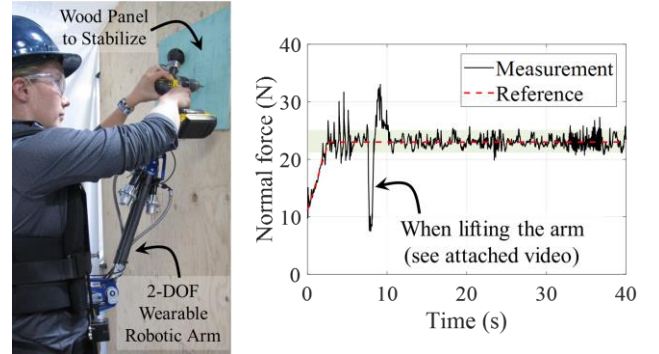 Wood Panel
to Stabilize
2-DOF
Wearable
Robotic Arm
Normal force (N)
40
30
20
10
0
Measurement
Reference
When lifting the arm
(see attached video)
0
10
20
30
40
Time (s)